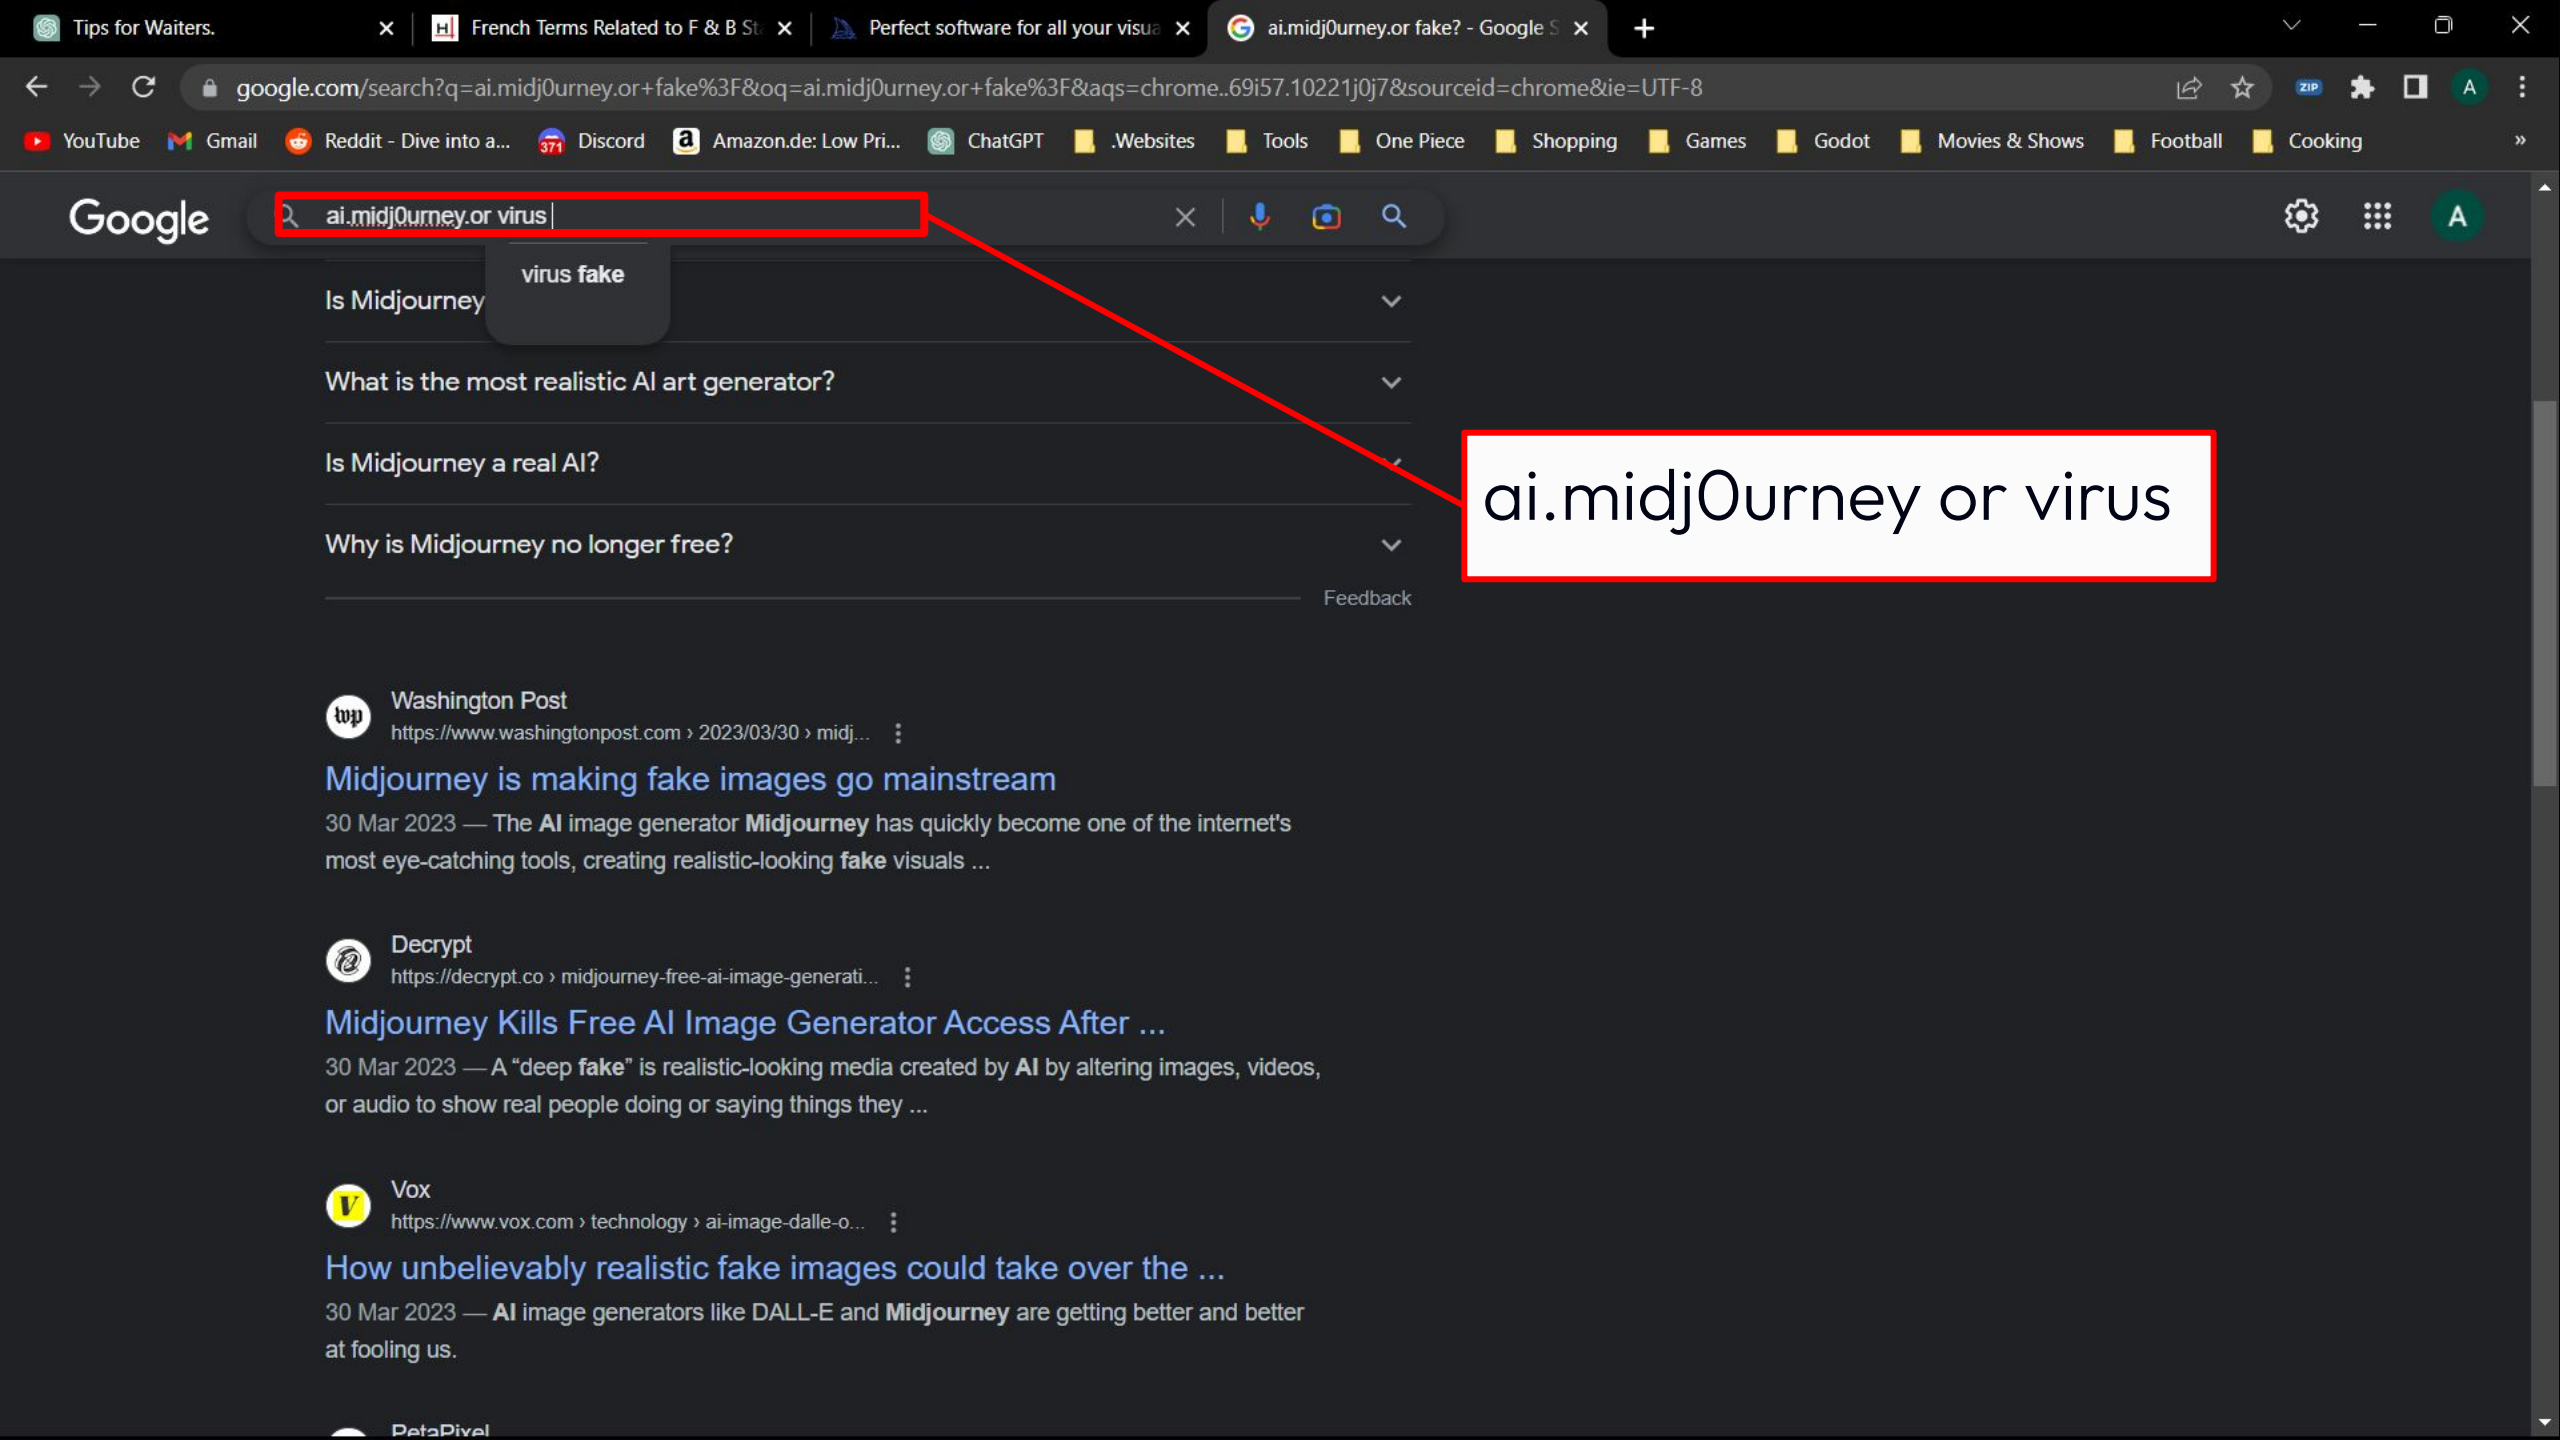 Tips for Waiters.
French Terms Related to F & B St
Perfect software for all your visua
ai.midj0urney.or fake? - Google S
google.com/search?q=ai.midj0urney.or+fake%3F&oq=ai.midj0urney.or+fake%3F&aqs=chrome..69i57.10221j0j7&sourceid=chrome&ie=UTF-8
ZIP
A
YouTube
Gmail
Reddit - Dive into a...
371
Discord
Amazon.de: Low Pri...
ChatGPT
.Websites
Tools
One Piece
Shopping
Games
Godot
Movies & Shows
Football
Cooking
»
Google
ai.midj0urney.or virus
A
virus fake
Is Midjourney
What is the most realistic AI art generator?
Is Midjourney a real AI?
ai.midj0urney or virus
Why is Midjourney no longer free?
Feedback
Washington Post
https://www.washingtonpost.com › 2023/03/30 › midj...
Midjourney is making fake images go mainstream
30 Mar 2023 — The AI image generator Midjourney has quickly become one of the internet's
most eye-catching tools, creating realistic-looking fake visuals ...
Decrypt
https://decrypt.co › midjourney-free-ai-image-generati...
Midjourney Kills Free AI Image Generator Access After ...
30 Mar 2023 — A “deep fake” is realistic-looking media created by AI by altering images, videos,
or audio to show real people doing or saying things they ...
Vox
https://www.vox.com › technology › ai-image-dalle-o...
How unbelievably realistic fake images could take over the ...
30 Mar 2023 — AI image generators like DALL-E and Midjourney are getting better and better
at fooling us.
PetaPixel